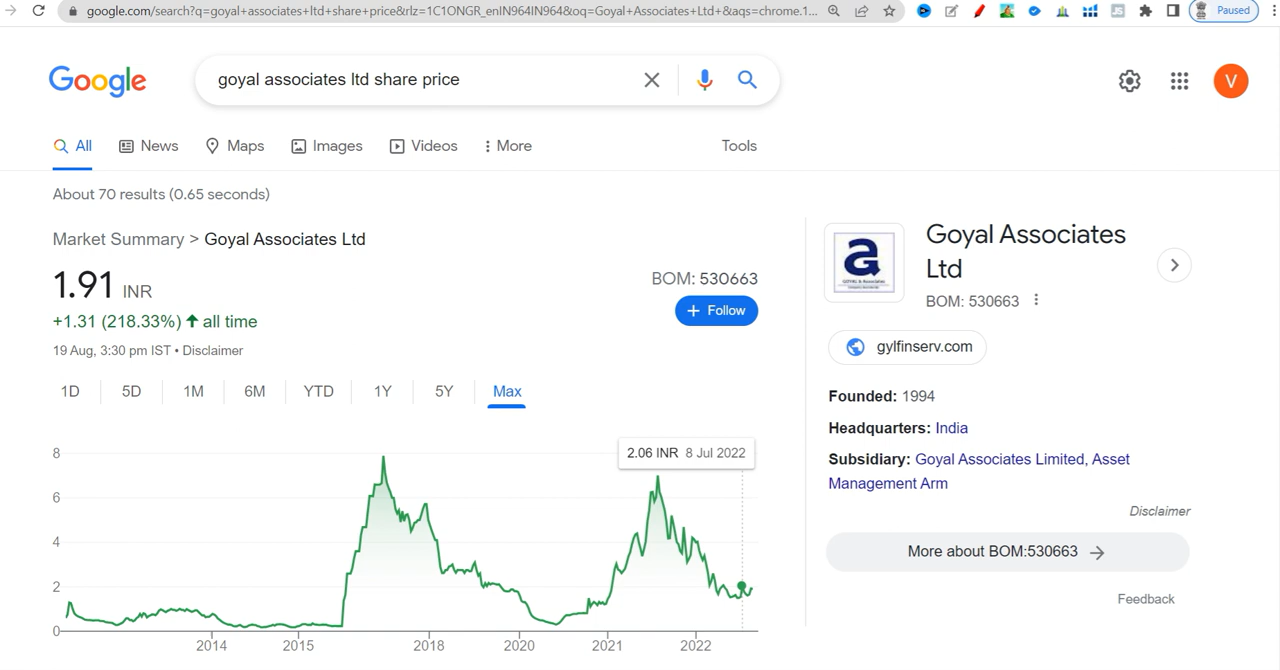 google.com/search?q=goyal+associates+ltd+share+price&rlz=1C1ONGR_enIN964IN964&oq=Goyal+Associates+Ltd+&aqs=chrome.1...
Paused
Google
goyal associates ltd share price
V
All
News
Maps
Images
Videos
More
Tools
About 70 results (0.65 seconds)
Market Summary > Goyal Associates Ltd
1.91 INR
+1.31 (218.33%) all time
19 Aug, 3:30 pm IST • Disclaimer
BOM: 530663
+ Follow
1D
5D
1M
6M
YTD
1Y
5Y
Max
2.06 INR 8 Jul 2022
8
6
4
2
0
2014
2015
2018
2020
2021
2022
a
GOYAL & Associates
Goyal Associates
Ltd
BOM: 530663
gylfinserv.com
Founded: 1994
Headquarters: India
Subsidiary: Goyal Associates Limited, Asset
Management Arm
Disclaimer
More about BOM:530663
Feedback